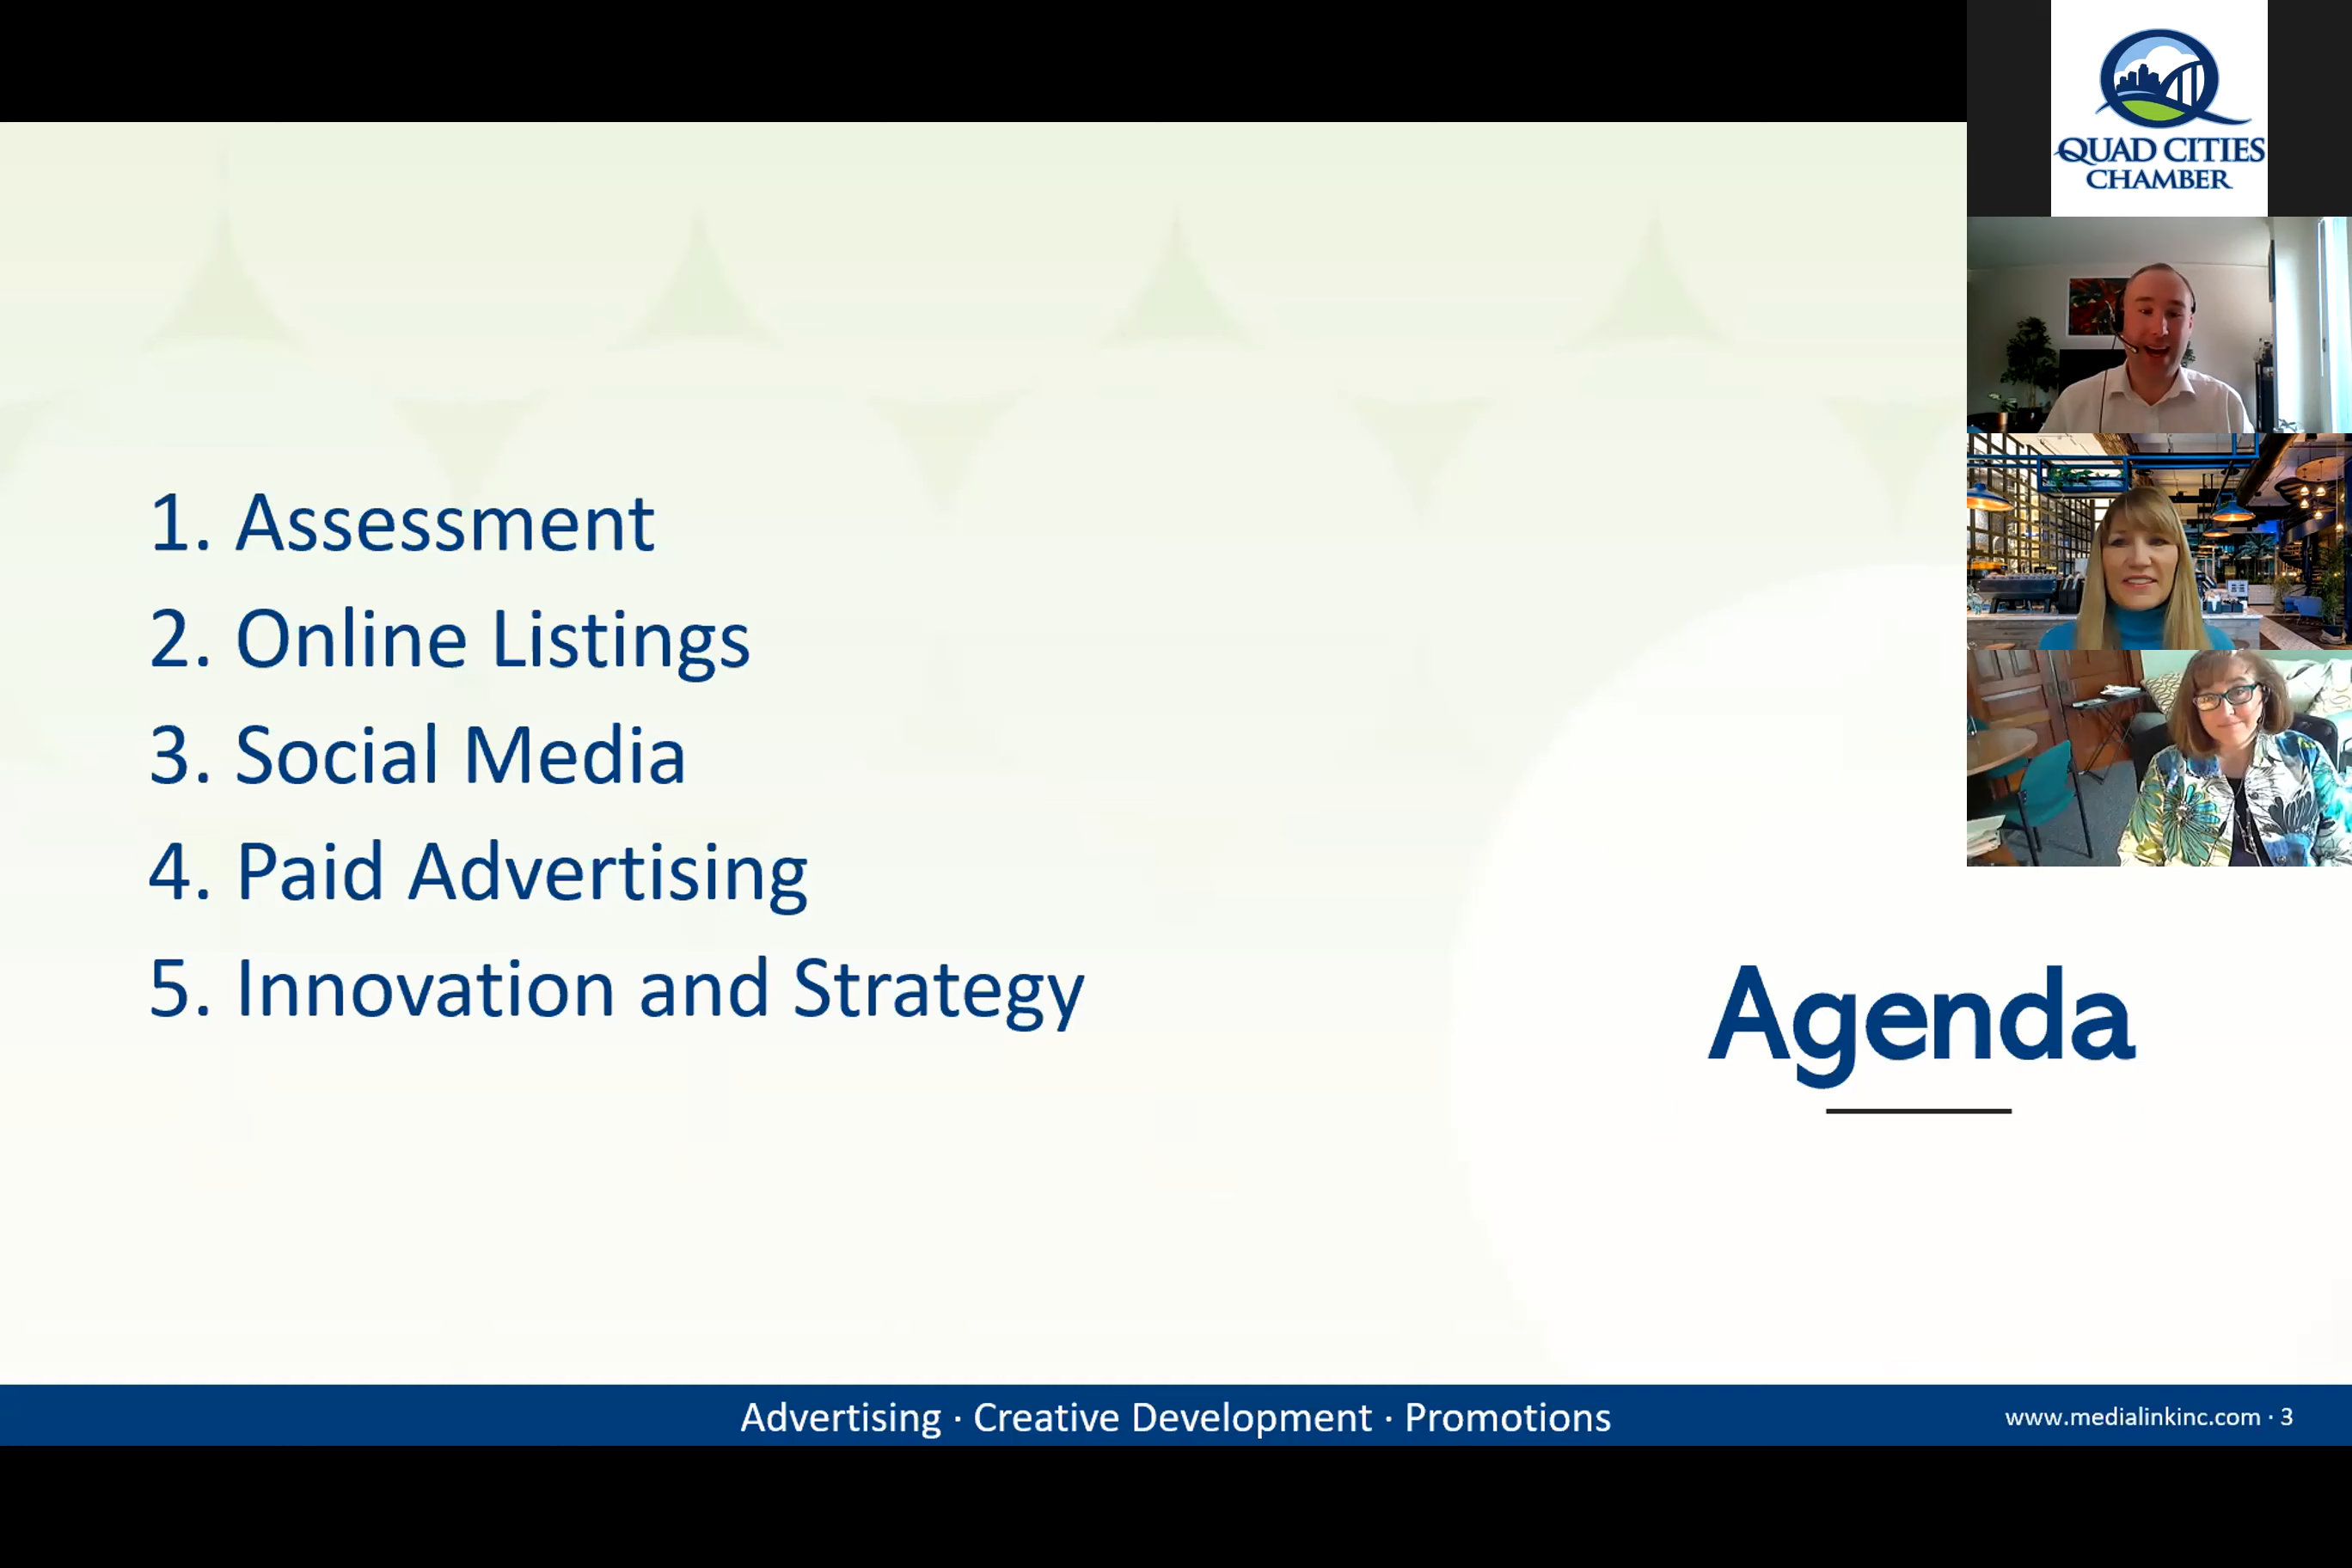 QUAD CITIES
CHAMBER
1. Assessment
2. Online Listings
3. Social Media
4. Paid Advertising
5. Innovation and Strategy
Agenda
Advertising · Creative Development · Promotions
www.medialinkinc.com · 3